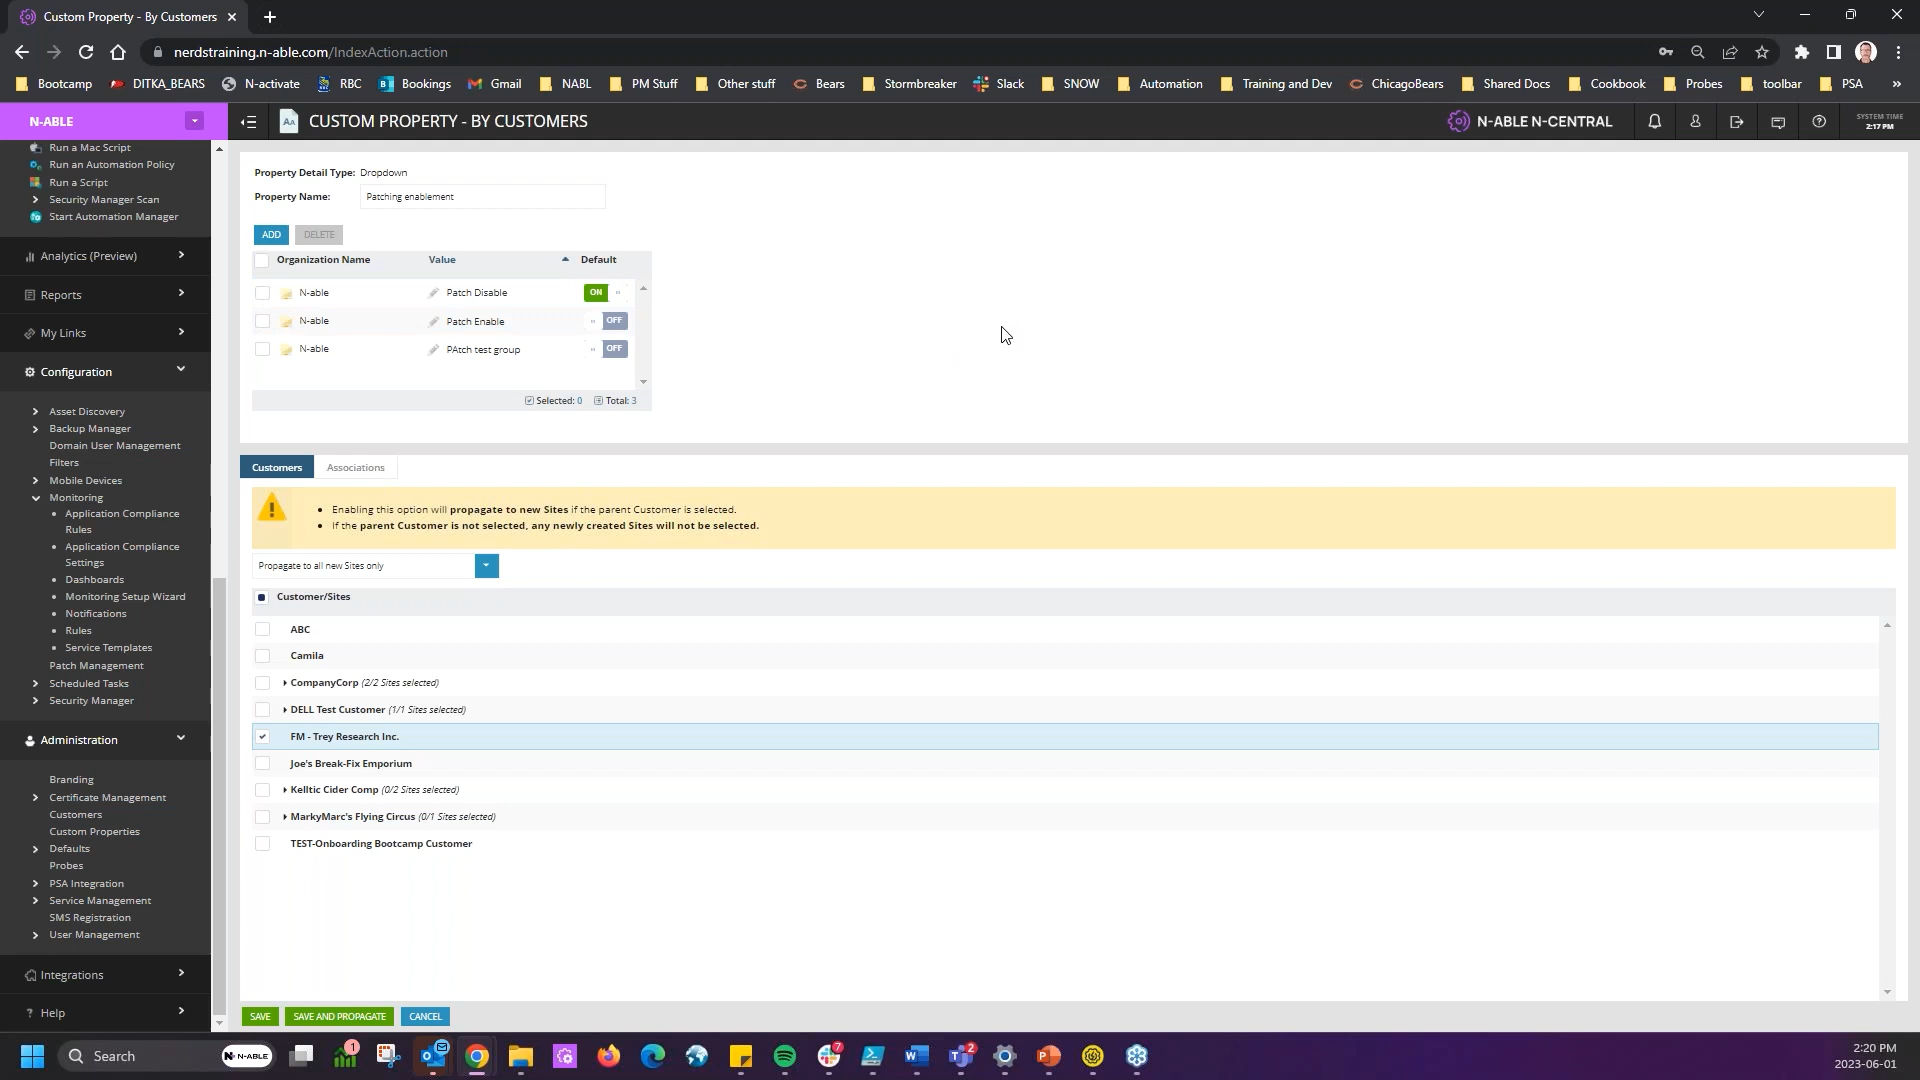 Custom Property - By Customers
nerdstraining.n-able.com/IndexAction.action
Bootcamp DITKA_BEARS N-activate RBC Bookings Gmail NABL PM Stuff Other stuff Bears Stormbreaker Slack SNOW Automation Training and Dev ChicagoBears Shared Docs Cookbook Probes toolbar PSA »
N-ABLE
CUSTOM PROPERTY - BY CUSTOMERS
N-ABLE N-CENTRAL
SYSTEM TIME
2:17 PM
Run a Mac Script
Run an Automation Policy
Run a Script
Security Manager Scan
Start Automation Manager
Analytics (Preview)
Reports
My Links
Configuration
Asset Discovery
Backup Manager
Domain User Management
Filters
Mobile Devices
Monitoring
Application Compliance
Rules
Application Compliance
Settings
Dashboards
Monitoring Setup Wizard
Notifications
Rules
Service Templates
Patch Management
Scheduled Tasks
Security Manager
Administration
Branding
Certificate Management
Customers
Custom Properties
Defaults
Probes
PSA Integration
Service Management
SMS Registration
User Management
Integrations
Help
Property Detail Type: Dropdown
Property Name: Patching enablement
ADD DELETE
Organization Name Value Default
N-able Patch Disable ON
N-able Patch Enable OFF
N-able PAtch test group OFF
Selected: 0 Total: 3
Customers Associations
• Enabling this option will propagate to new Sites if the parent Customer is selected.
• If the parent Customer is not selected, any newly created Sites will not be selected.
Propagate to all new Sites only
Customer/Sites
ABC
Camila
CompanyCorp (2/2 Sites selected)
DELL Test Customer (1/1 Sites selected)
FM - Trey Research Inc.
Joe's Break-Fix Emporium
Kelltic Cider Comp (0/2 Sites selected)
MarkyMarc's Flying Circus (0/1 Sites selected)
TEST-Onboarding Bootcamp Customer
SAVE SAVE AND PROPAGATE CANCEL
Search N-ABLE 1 7 2
2:20 PM
2023-06-01